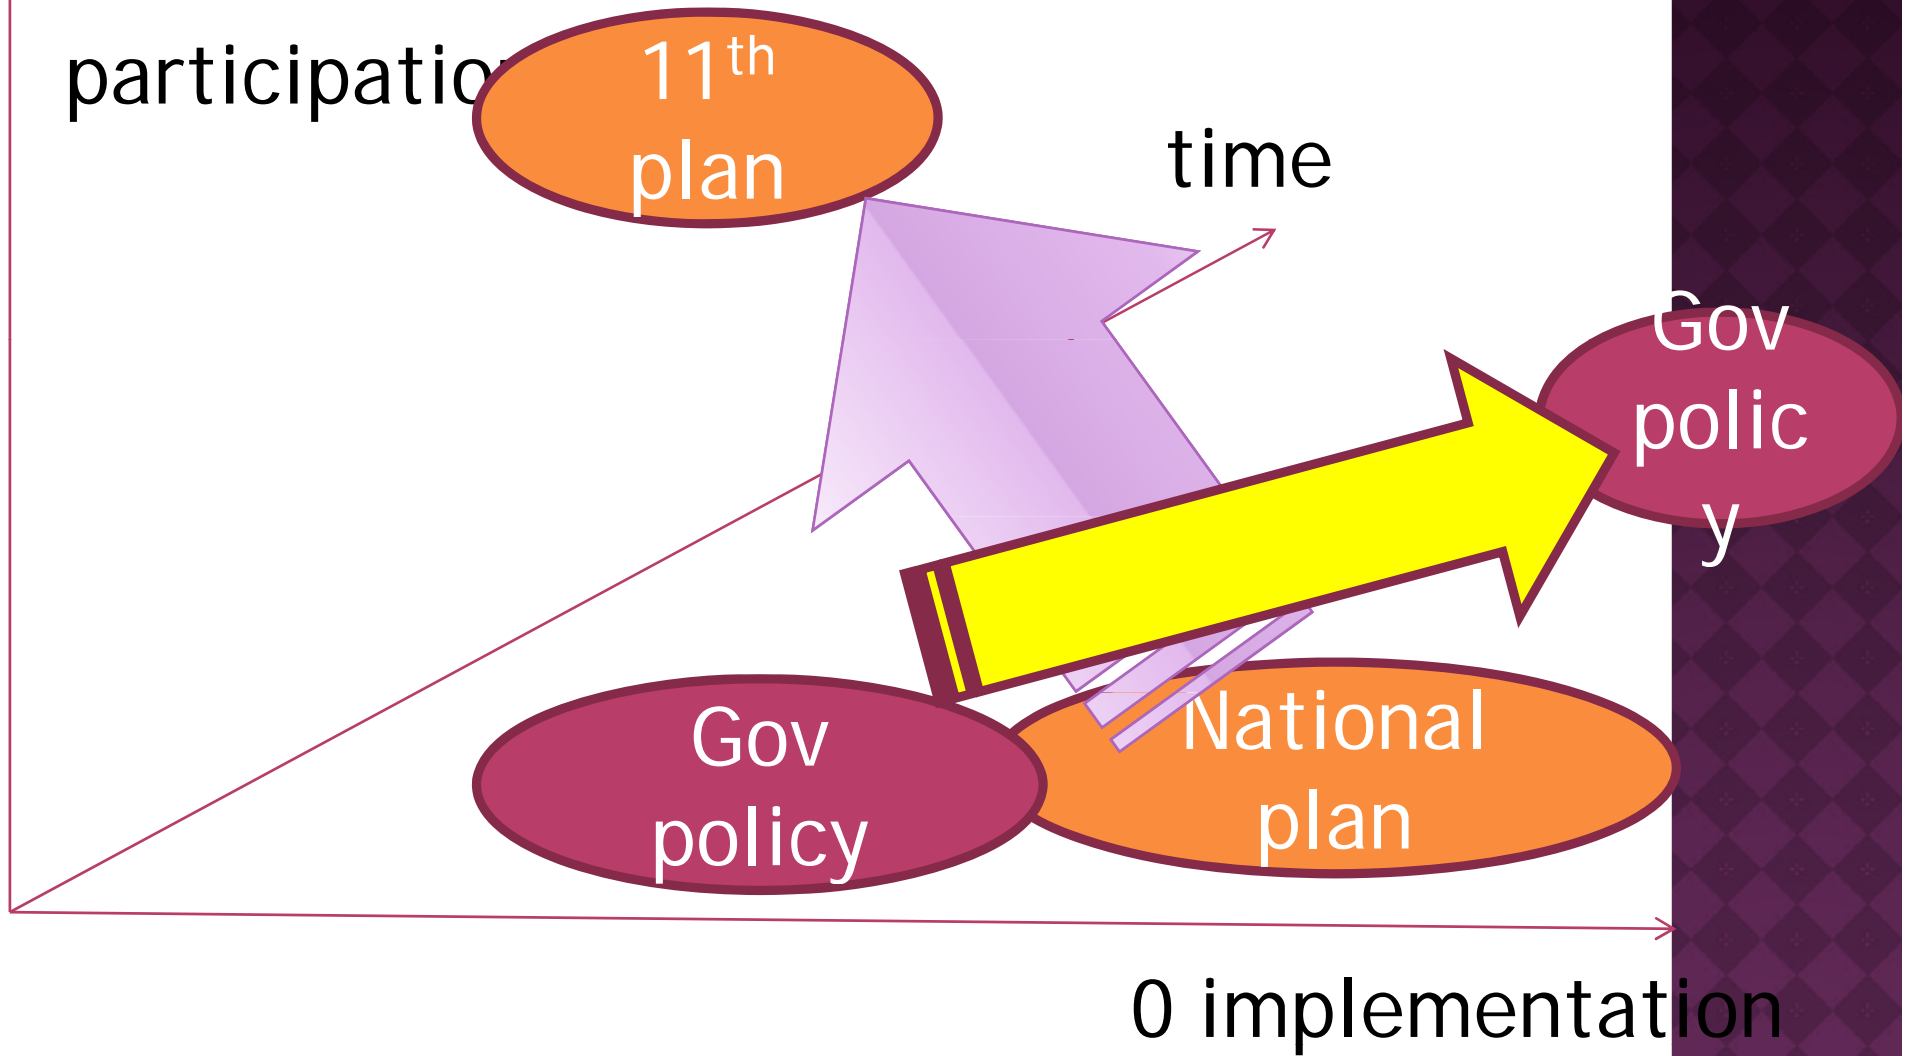 participatio
11th
plan
time
Gov
polic
y
Gov
policy
National
plan
0 implementation